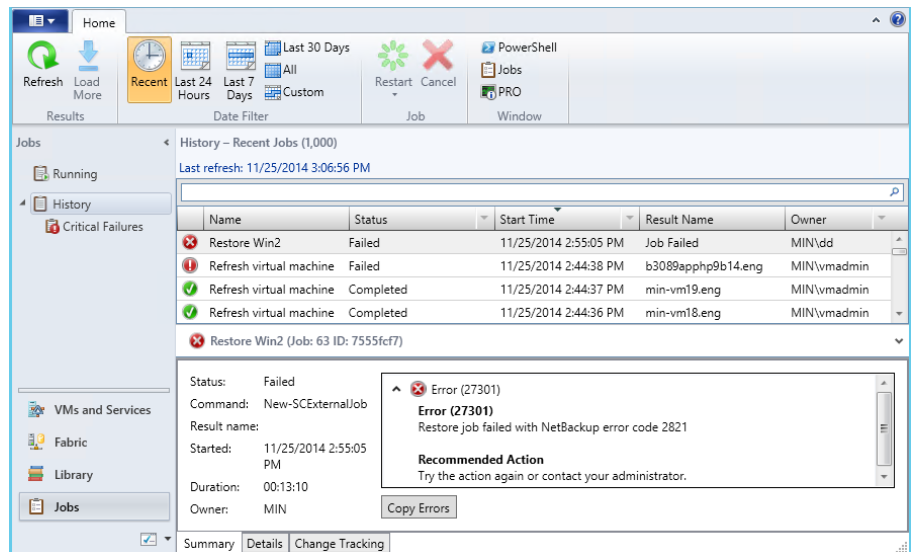 Home
Refresh
Load More
Results
Recent
Last 24 Hours
Last 7 Days
Last 30 Days
All
Custom
Date Filter
Restart
Cancel
Job
PowerShell
Jobs
PRO
Window
Jobs
Running
History
Critical Failures
VMs and Services
Fabric
Library
Jobs
History – Recent Jobs (1,000)
Last refresh: 11/25/2014 3:06:56 PM
Name Status Start Time Result Name Owner
Restore Win2 Failed 11/25/2014 2:55:05 PM Job Failed MIN\dd
Refresh virtual machine Failed 11/25/2014 2:44:38 PM b3089apphp9b14.eng MIN\vmadmin
Refresh virtual machine Completed 11/25/2014 2:44:37 PM min-vm19.eng MIN\vmadmin
Refresh virtual machine Completed 11/25/2014 2:44:36 PM min-vm18.eng MIN\vmadmin
Restore Win2 (Job: 63 ID: 7555fcf7)
Status: Failed
Command: New-SCExternalJob
Result name:
Started: 11/25/2014 2:55:05 PM
Duration: 00:13:10
Owner: MIN
Error (27301)
Error (27301)
Restore job failed with NetBackup error code 2821
Recommended Action
Try the action again or contact your administrator.
Copy Errors
Summary Details Change Tracking